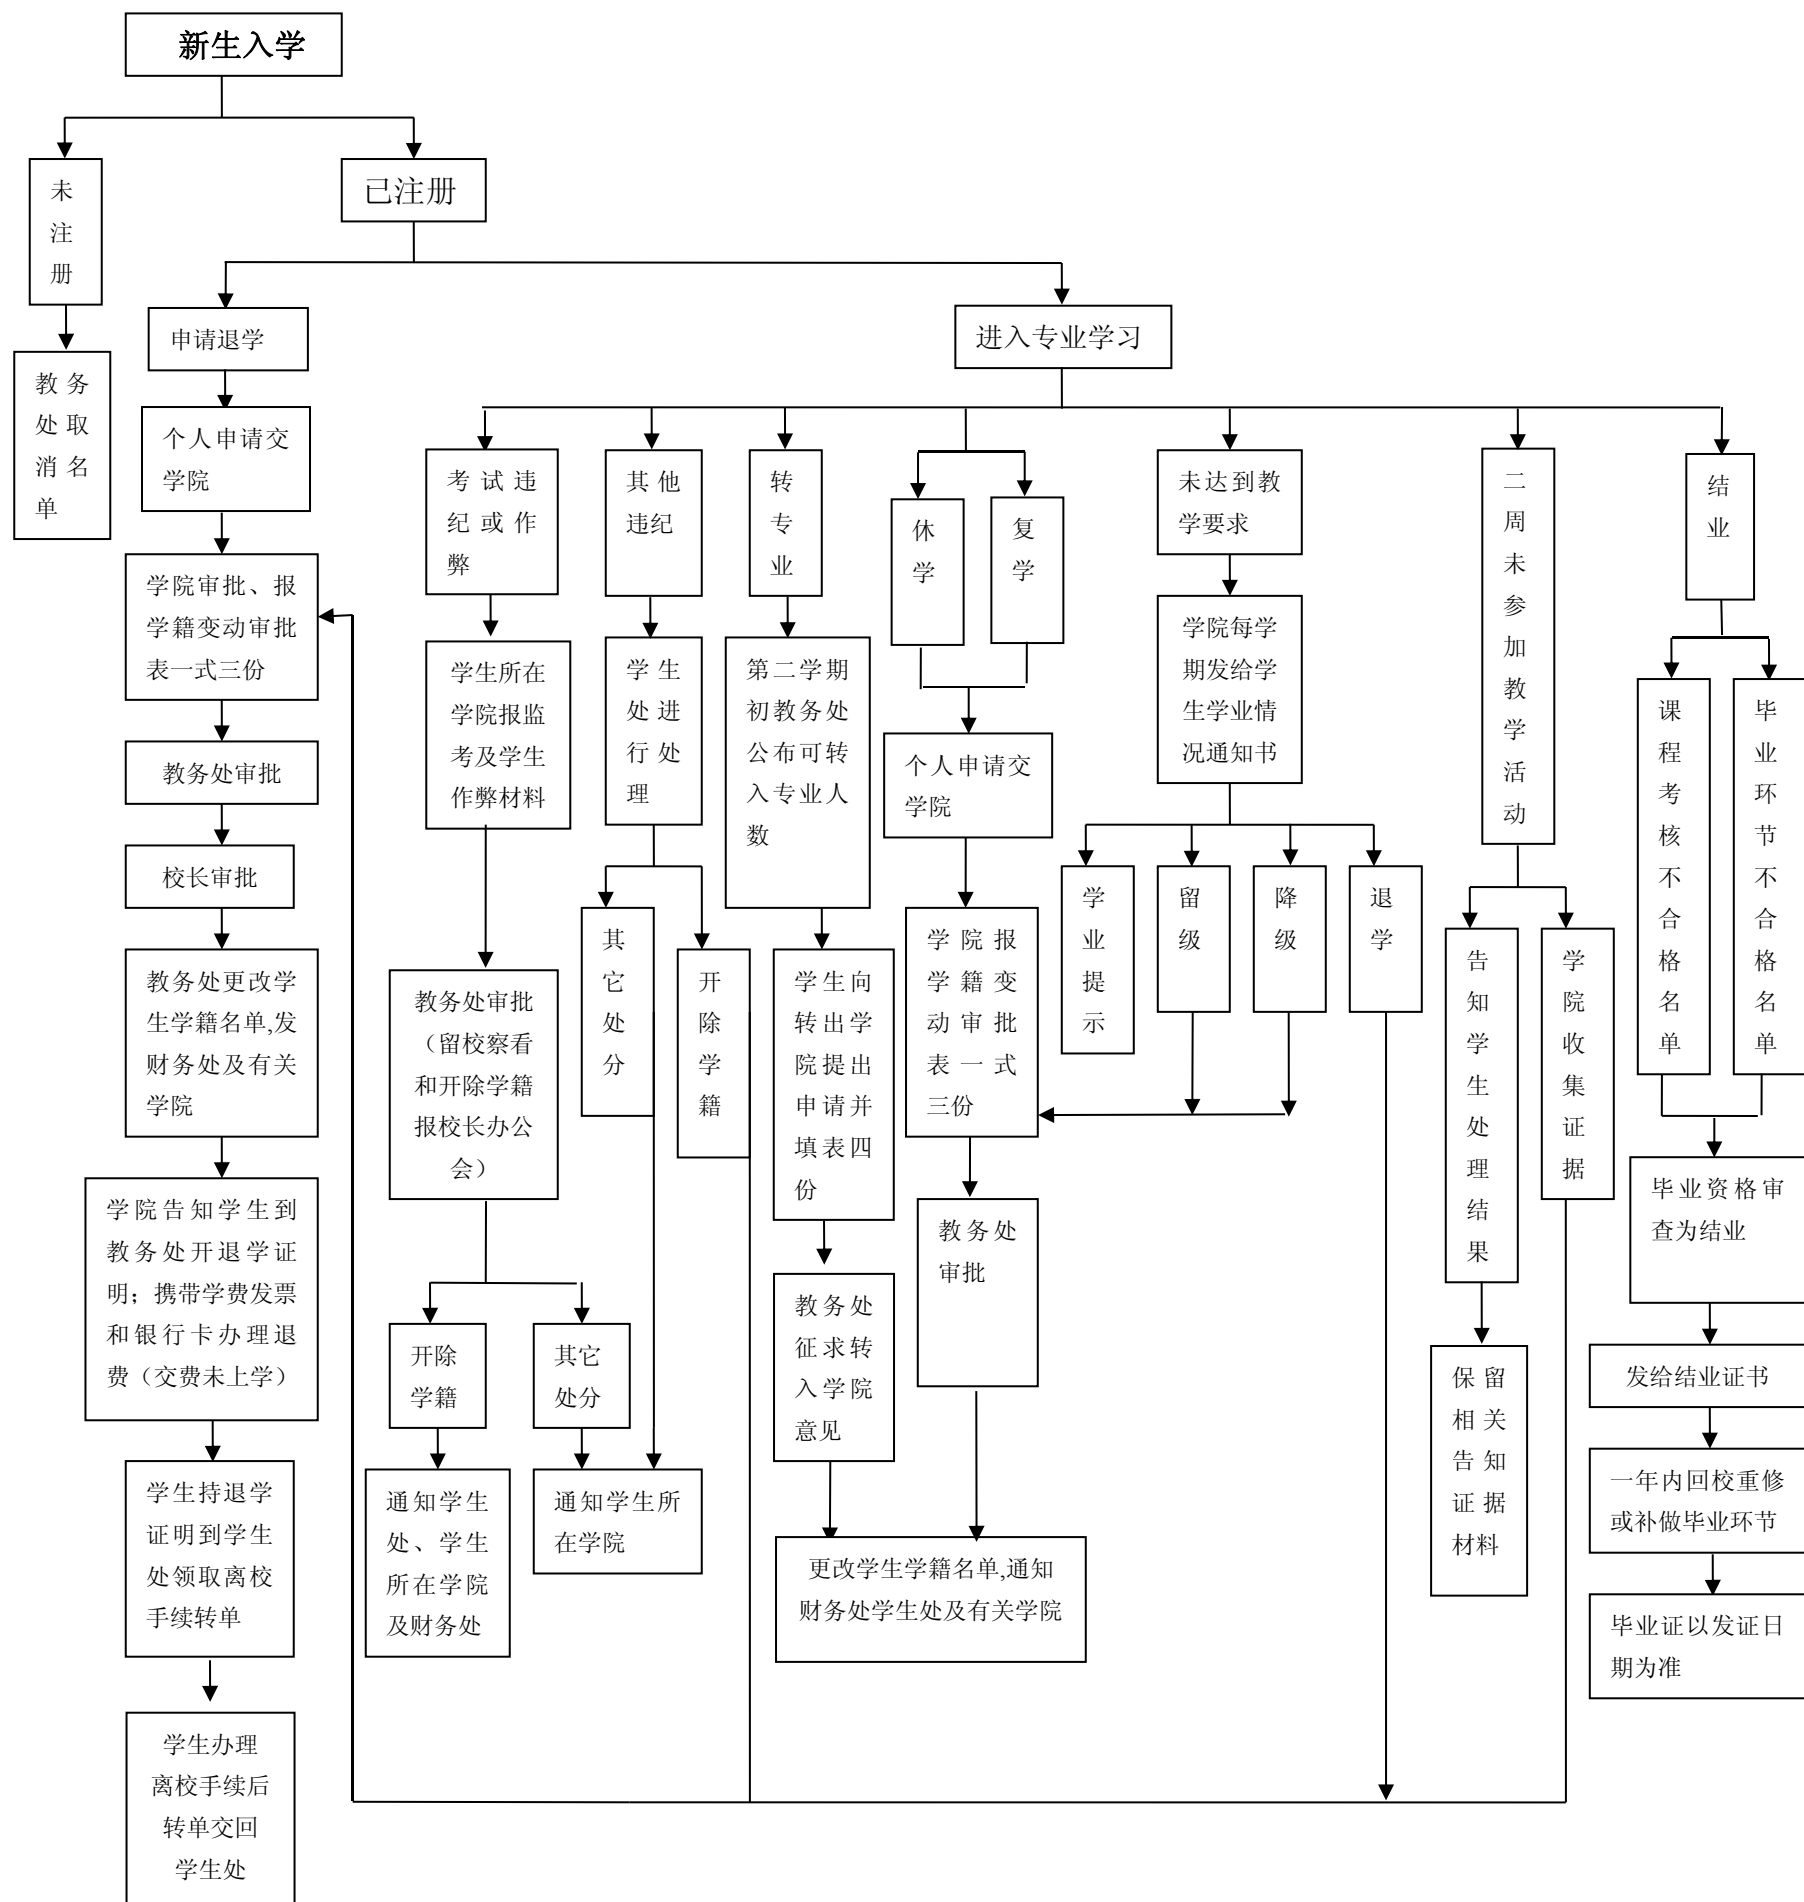 新生入学
未
注
册
已注册
教务
处取
消名
单
申请退学
个人申请交
学院
学院审批、报
学籍变动审批
表一式三份
教务处审批
校长审批
教务处更改学
生学籍名单,发
财务处及有关
学院
学院告知学生到
教务处开退学证
明；携带学费发票
和银行卡办理退
费（交费未上学）
学生持退学
证明到学生
处领取离校
手续转单
学生办理
离校手续后
转单交回
学生处
进入专业学习
考试违
纪或作
弊
学生所在
学院报监
考及学生
作弊材料
教务处审批
（留校察看
和开除学籍
报校长办公
会）
开除
学籍
通知学生
处、学生
所在学院
及财务处
其它
处分
通知学生所
在学院
其他
违纪
学生
处进
行处
理
其
它
处
分
开
除
学
籍
转
专
业
第二学期
初教务处
公布可转
入专业人
数
学生向
转出学
院提出
申请并
填表四
份
教务处
征求转
入学院
意见
更改学生学籍名单,通知
财务处学生处及有关学院
休
学
复
学
个人申请交
学院
学院报
学籍变
动审批
表一式
三份
教务处
审批
未达到教
学要求
学院每学
期发给学
生学业情
况通知书
学
业
提
示
留
级
降
级
退
学
二
周
未
参
加
教
学
活
动
告
知
学
生
处
理
结
果
保留
相关
告知
证据
材料
学
院
收
集
证
据
结
业
课
程
考
核
不
合
格
名
单
毕
业
环
节
不
合
格
名
单
毕业资格审
查为结业
发给结业证书
一年内回校重修
或补做毕业环节
毕业证以发证日
期为准